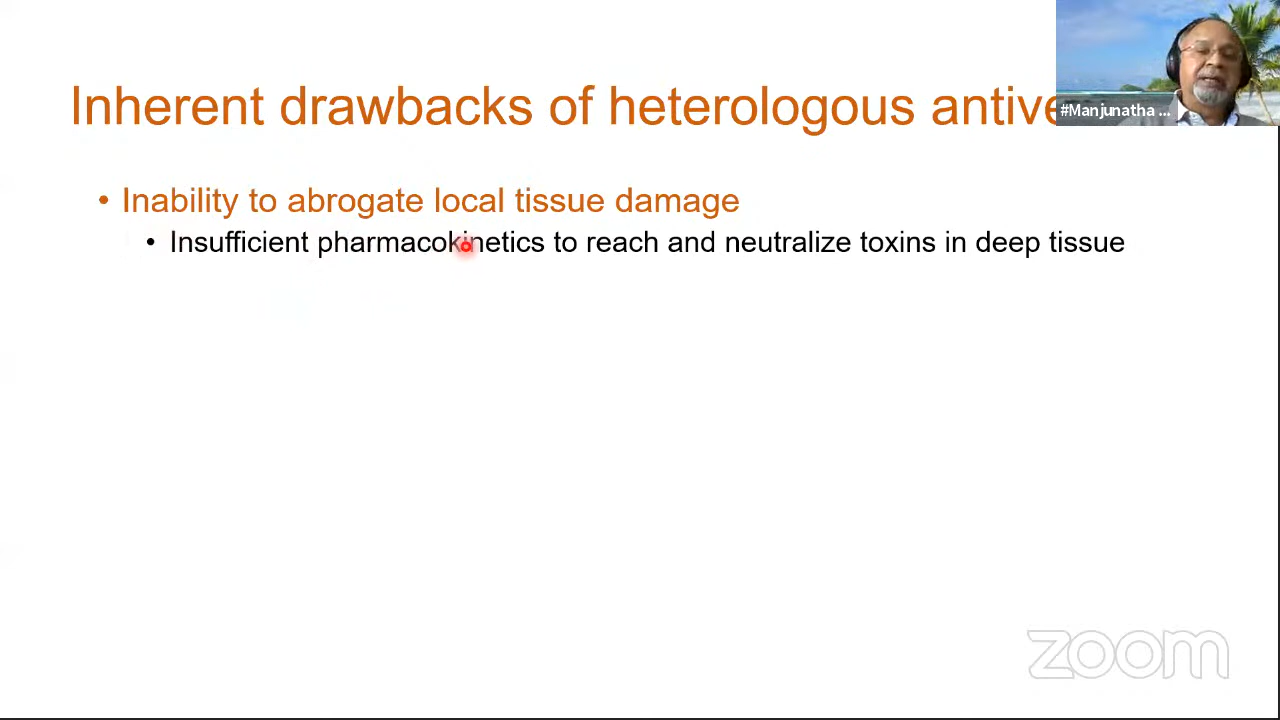 Inherent drawbacks of heterologous
#Manjunatha ...
• Inability to abrogate local tissue damage
• Insufficient pharmacokinetics to reach and neutralize toxins in deep tissue
zoom